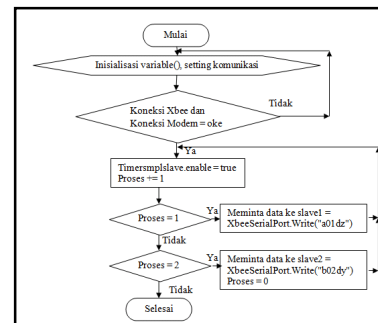 Mulai
Inisialisasi variable(), setting komunikasi
Koneksi Xbee dan
Koneksi Modem = oke
Tidak
Ya
Timersmplslave.enable = true
Proses += 1
Proses = 1
Ya
Meminta data ke slave1 =
XbeeSerialPort.Write("a01dz")
Tidak
Proses = 2
Ya
Meminta data ke slave2 =
XbeeSerialPort.Write("b02dy")
Proses = 0
Tidak
Selesai